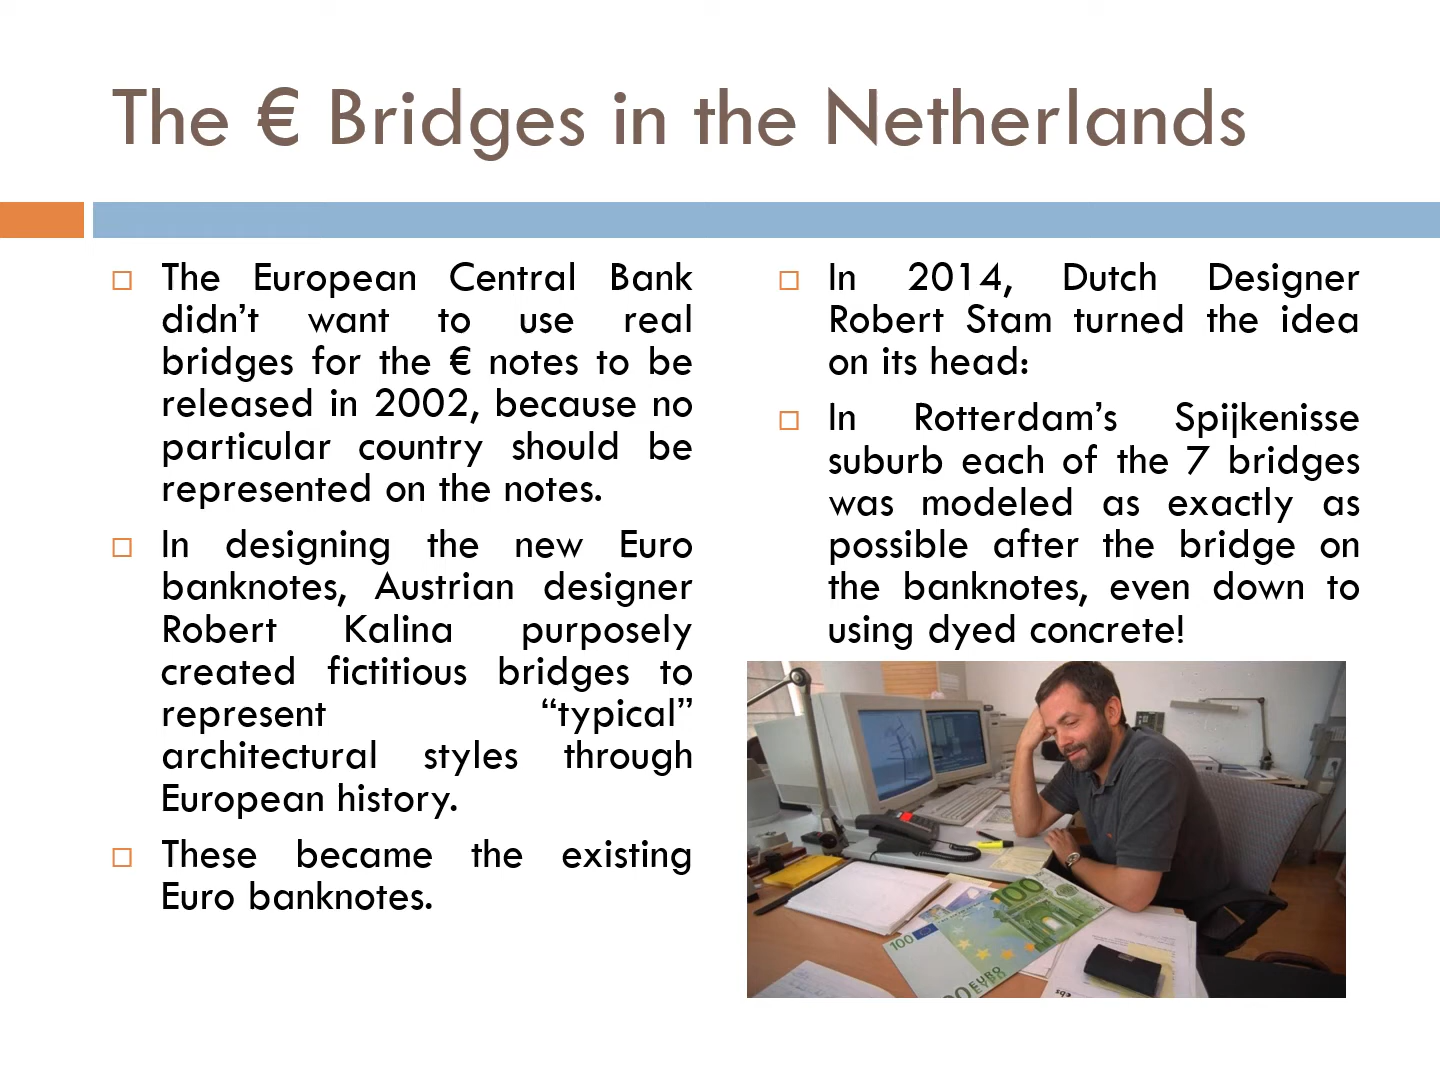 The € Bridges in the Netherlands
The European Central Bank
didn’t want to use real
bridges for the € notes to be
released in 2002, because no
particular country should be
represented on the notes.
In designing the new Euro
banknotes, Austrian designer
Robert Kalina purposely
created fictitious bridges to
represent “typical”
architectural styles through
European history.
These became the existing
Euro banknotes.
In 2014, Dutch Designer
Robert Stam turned the idea
on its head:
In Rotterdam’s Spijkenisse
suburb each of the 7 bridges
was modeled as exactly as
possible after the bridge on
the banknotes, even down to
using dyed concrete!
100
100
EURO
ΕΥΡΩ
ebs